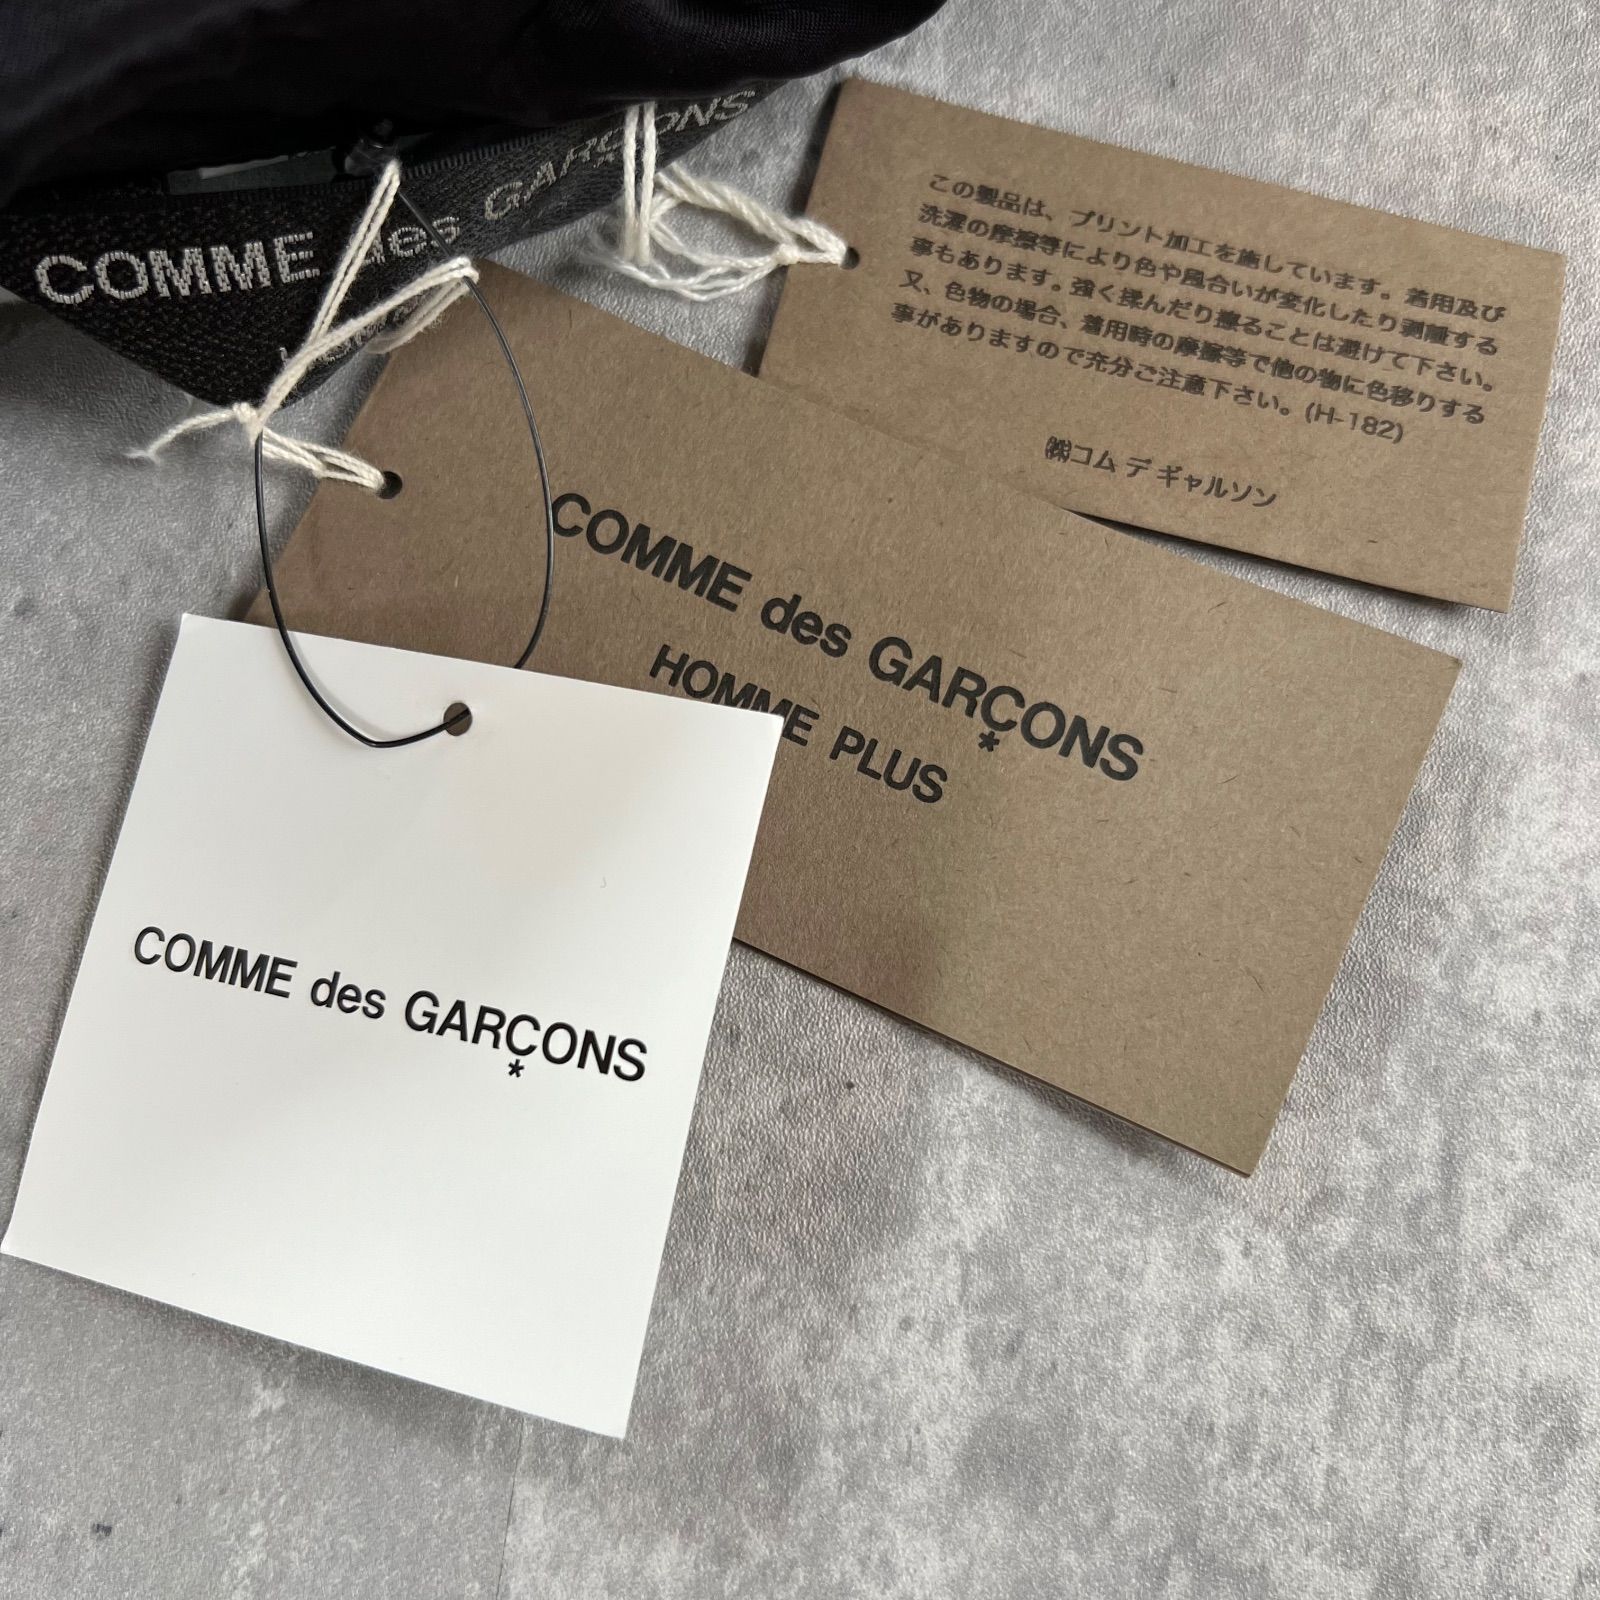 COMME des GARÇONS
この製品は、プリント加工を施しています。着用及び
洗濯の摩擦等により色や風合いが変化したり剥離する
事もあります。強く揉んだり擦ることは避けて下さい。
又、色物の場合、着用時の摩擦等で他の物に色移りする
事がありますので充分ご注意下さい。(H-182)
㈱コム デ ギャルソン
COMME des GARÇONS
HOMME PLUS
COMME des GARÇONS